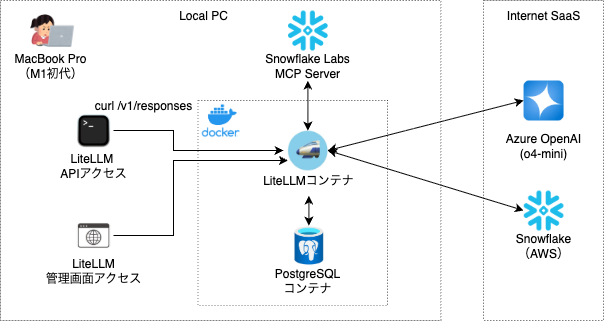 Local PC
Internet SaaS
MacBook Pro
（M1初代）
Snowflake Labs
MCP Server
curl /v1/responses
docker
>_
LiteLLM
APIアクセス
LiteLLMコンテナ
Azure OpenAI
(o4-mini)
LiteLLM
管理画面アクセス
PostgreSQL
コンテナ
Snowflake
（AWS）